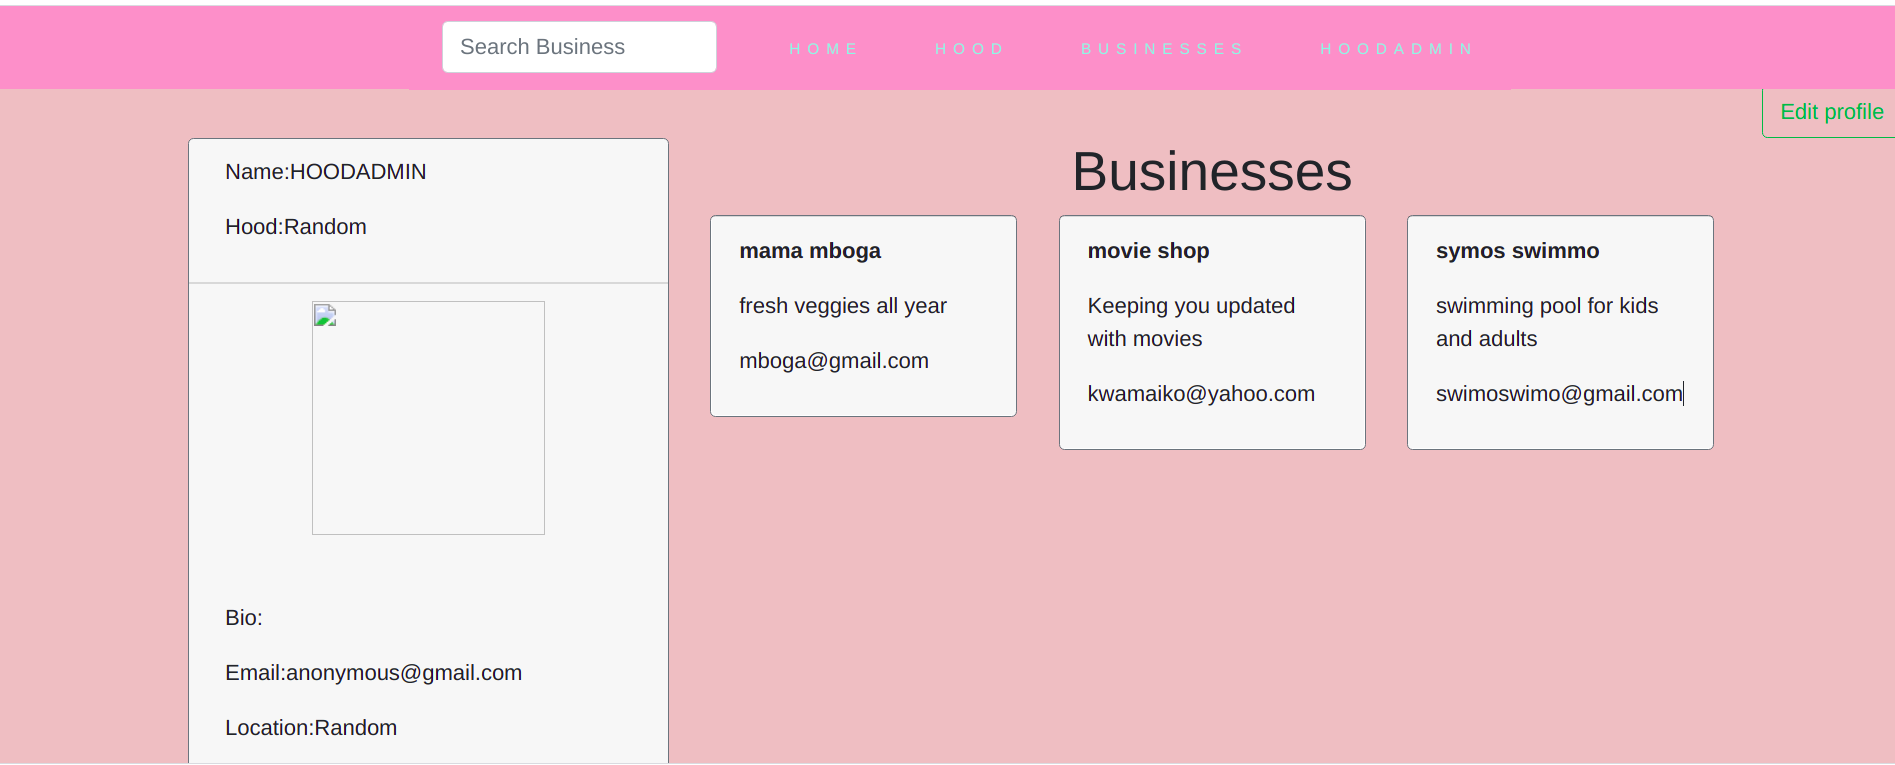 Search Business
HOME
HOOD
BUSINESSES
HOODADMIN
Edit profile
Name:HOODADMIN
Hood:Random
Bio:
Email:anonymous@gmail.com
Location:Random
Businesses
mama mboga
fresh veggies all year
mboga@gmail.com
movie shop
Keeping you updated
with movies
kwamaiko@yahoo.com
symos swimmo
swimming pool for kids
and adults
swimoswimo@gmail.com